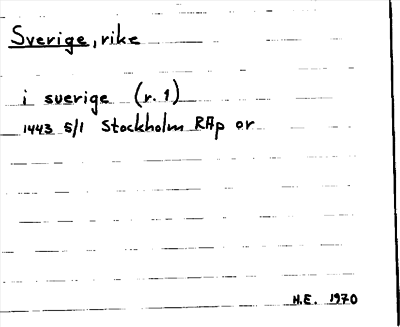 Sverige, rike
i suerige (r. 1)
1443 5/1 Stockholm RAp or
H.E. 1970